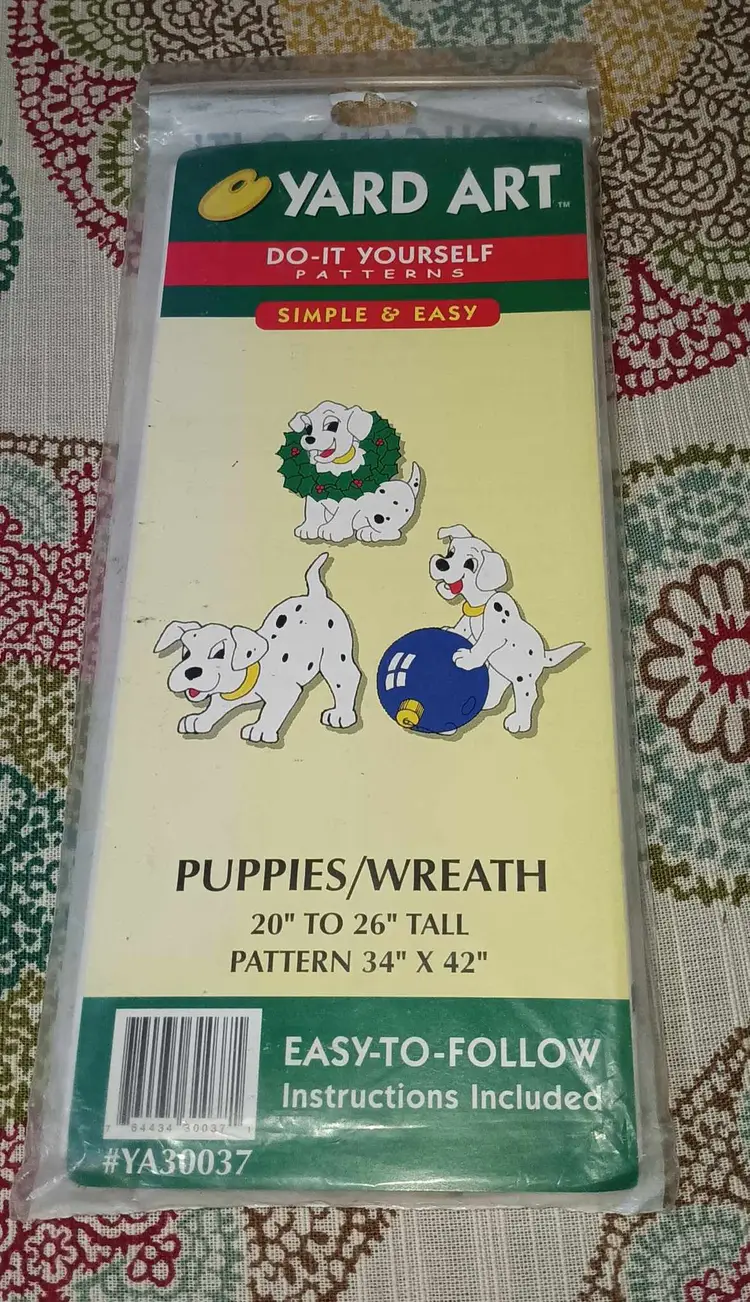 YARD ART™
DO-IT YOURSELF
PATTERNS
SIMPLE & EASY
PUPPIES/WREATH
20" TO 26" TALL
PATTERN 34" X 42"
EASY-TO-FOLLOW
Instructions Included
#YA30037